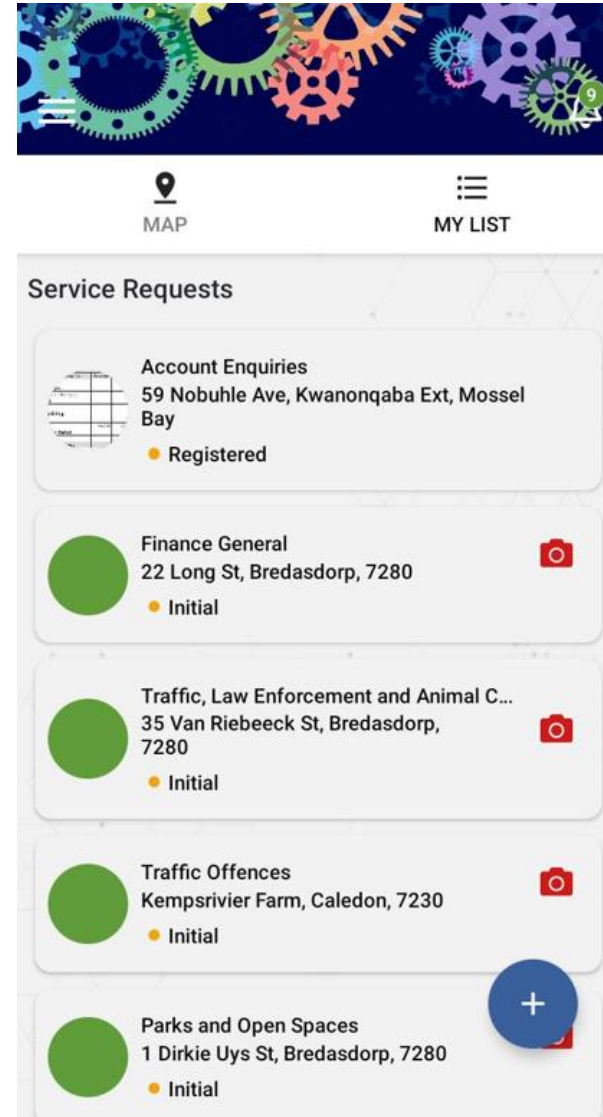 9
MAP
MY LIST
Service Requests
Account Enquiries
59 Nobuhle Ave, Kwanonqaba Ext, Mossel
Bay
Registered
Finance General
22 Long St, Bredasdorp, 7280
Initial
Traffic, Law Enforcement and Animal C...
35 Van Riebeeck St, Bredasdorp,
7280
Initial
Traffic Offences
Kempsrivier Farm, Caledon, 7230
Initial
Parks and Open Spaces
1 Dirkie Uys St, Bredasdorp, 7280
Initial